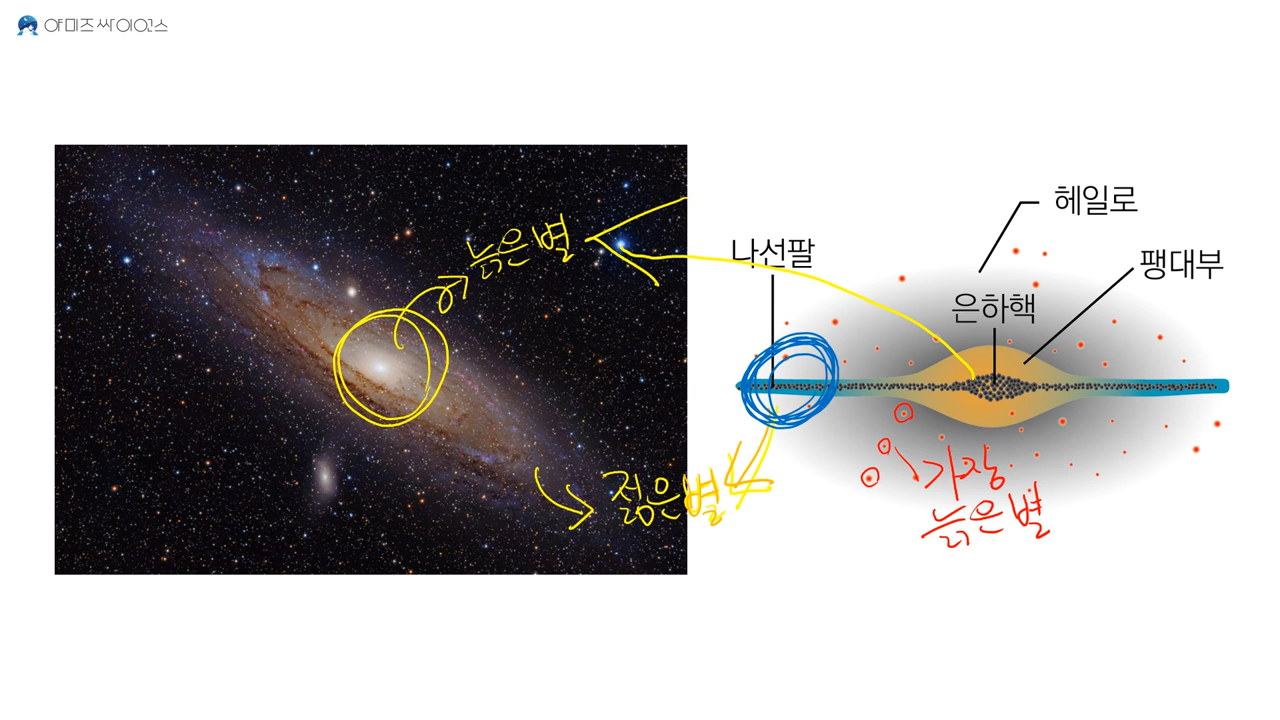 야미즈 싸이언스
헤일로
나선팔
팽대부
은하핵
늙은별
젊은별
가장
늙은별